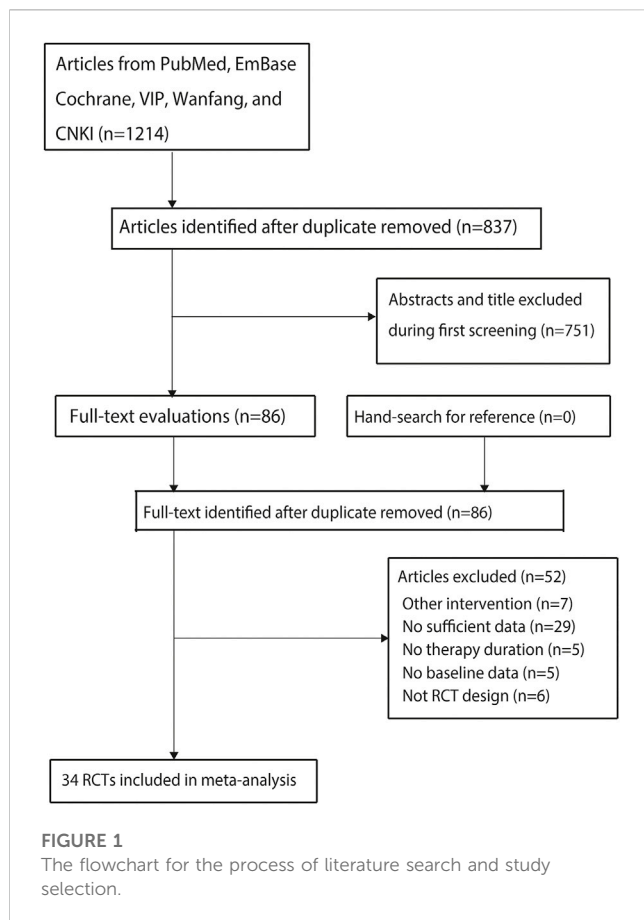 Articles from PubMed, EmBase
Cochrane, VIP, Wanfang, and
CNKI (n=1214)
Articles identified after duplicate removed (n=837)
Abstracts and title excluded
during first screening (n=751)
Full-text evaluations (n=86)
Hand-search for reference (n=0)
Full-text identified after duplicate removed (n=86)
Articles excluded (n=52)
Other intervention (n=7)
No sufficient data (n=29)
No therapy duration (n=5)
No baseline data (n=5)
Not RCT design (n=6)
34 RCTs included in meta-analysis
FIGURE 1
The flowchart for the process of literature search and study
selection.